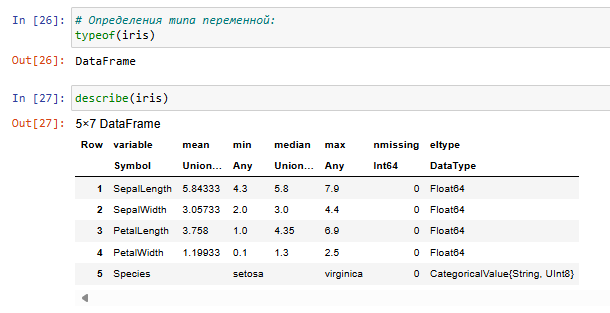 In [26]: # Определения типа переменной:
typeof(iris)
Out[26]: DataFrame
In [27]: describe(iris)
Out[27]: 5×7 DataFrame
Row variable mean min median max nmissing eltype
Symbol Union… Any Union… Any Int64 DataType
1 SepalLength 5.84333 4.3 5.8 7.9 0 Float64
2 SepalWidth 3.05733 2.0 3.0 4.4 0 Float64
3 PetalLength 3.758 1.0 4.35 6.9 0 Float64
4 PetalWidth 1.19933 0.1 1.3 2.5 0 Float64
5 Species setosa virginica 0 CategoricalValue{String, UInt8}